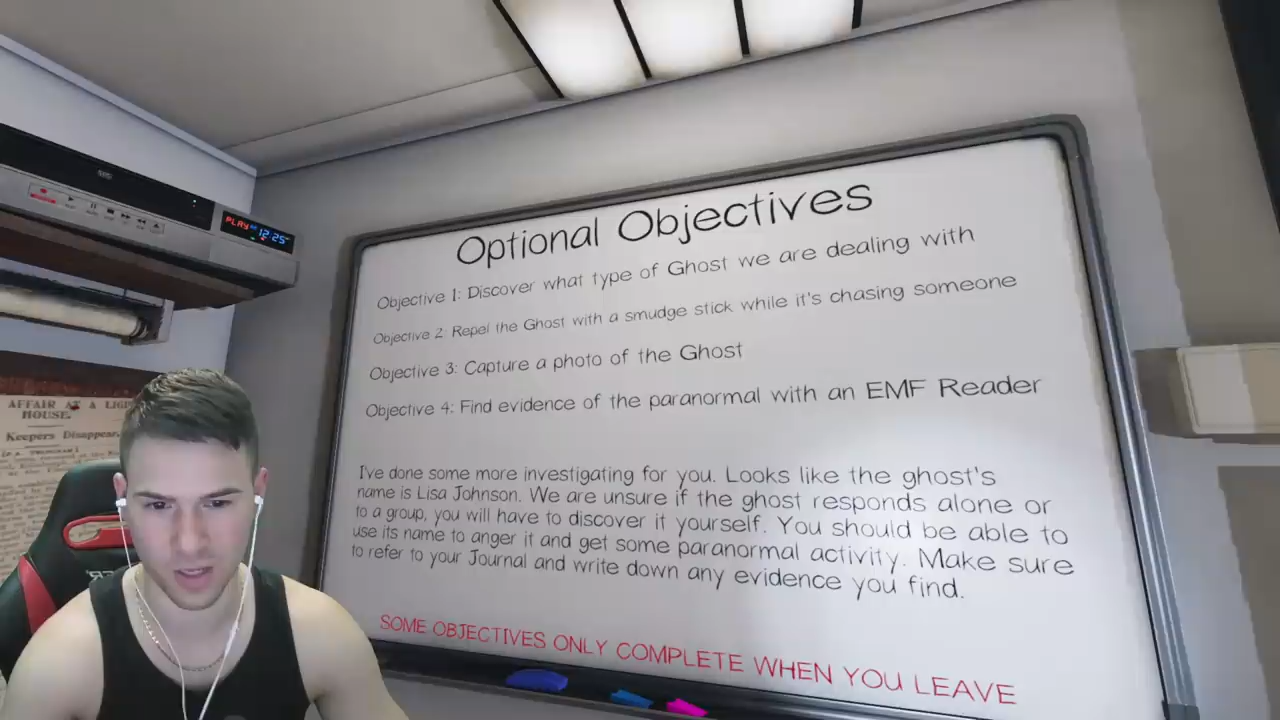 PLAY 12:25
AFFAIR AT A
HOUSE.
Keepers Disappear
Optional Objectives
Objective 1: Discover what type of Ghost we are dealing with
Objective 2: Repel the Ghost with a smudge stick while it's chasing someone
Objective 3: Capture a photo of the Ghost
Objective 4: Find evidence of the paranormal with an EMF Reader
I've done some more investigating for you. Looks like the ghost's
name is Lisa Johnson. We are unsure if the ghost responds alone or
to a group, you will have to discover it yourself. You should be able to
use its name to anger it and get some paranormal activity. Make sure
to refer to your Journal and write down any evidence you find.
SOME OBJECTIVES ONLY COMPLETE WHEN YOU LEAVE